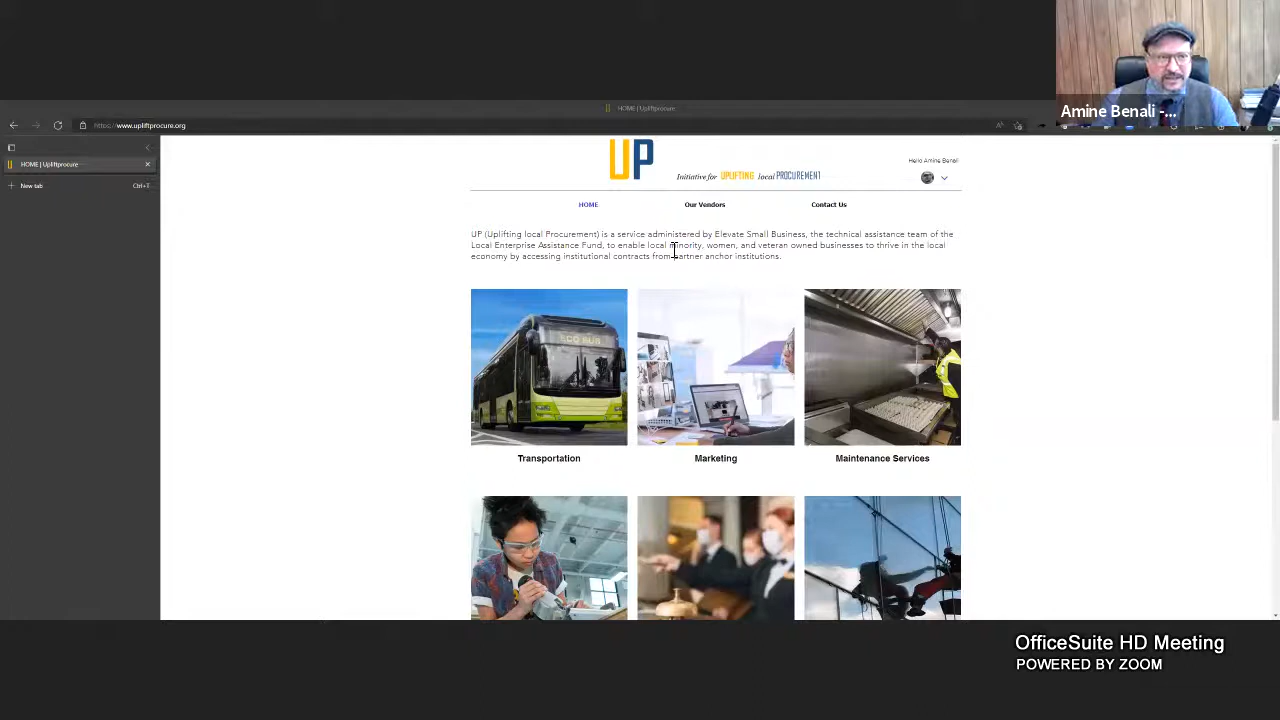 Amine Benali -...
HOME | Upliftprocure
https://www.upliftprocure.org
HOME | Upliftprocure
New tab
Ctrl+T
UP
Hello Amine Benali
Initiative for UPLIFTING local PROCUREMENT
HOME
Our Vendors
Contact Us
UP (Uplifting local Procurement) is a service administered by Elevate Small Business, the technical assistance team of the
Local Enterprise Assistance Fund, to enable local minority, women, and veteran owned businesses to thrive in the local
economy by accessing institutional contracts from partner anchor institutions.
ECO BUS
Transportation
Marketing
Maintenance Services
OfficeSuite HD Meeting
POWERED BY ZOOM